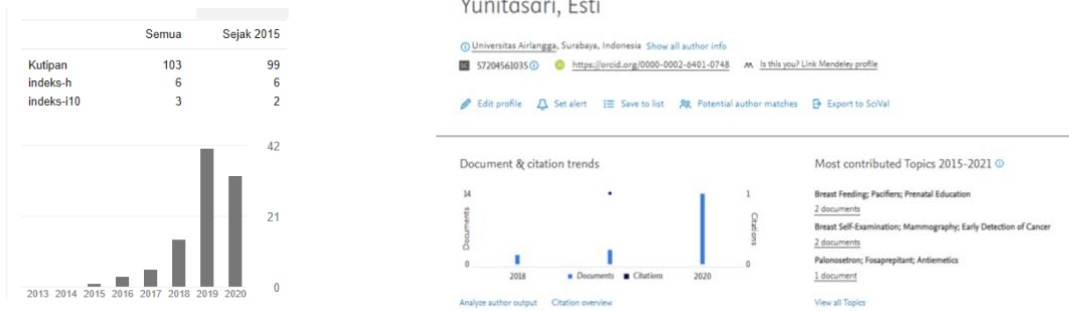 Semua Sejak 2015
Kutipan 103 99
indeks-h 6 6
indeks-i10 3 2
42
21
0
2013 2014 2015 2016 2017 2018 2019 2020
Yunitasari, Esti
Universitas Airlangga, Surabaya, Indonesia Show all author info
57204561035 https://orcid.org/0000-0002-6401-0748 Is this you? Link Mendeley profile
Edit profile Set alert Save to list Potential author matches Export to SciVal
Document & citation trends
14 1
Documents
Citations
0 0
2018 Documents Citations 2020
Analyze author output Citation overview
Most contributed Topics 2015-2021
Breast Feeding; Pacifiers; Prenatal Education
2 documents
Breast Self-Examination; Mammography; Early Detection of Cancer
2 documents
Palonosetron; Fosaprepitant; Antiemetics
1 document
View all Topics